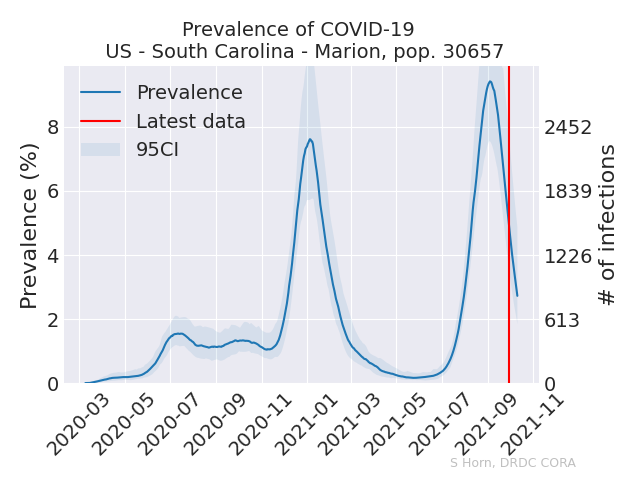 Prevalence of COVID-19
US - South Carolina - Marion, pop. 30657
Prevalence
Latest data
95CI
Prevalence (%)
8
6
4
2
0
2452
1839
1226
613
0
# of infections
2020-03
2020-05
2020-07
2020-09
2020-11
2021-01
2021-03
2021-05
2021-07
2021-09
2021-11
S Horn, DRDC CORA